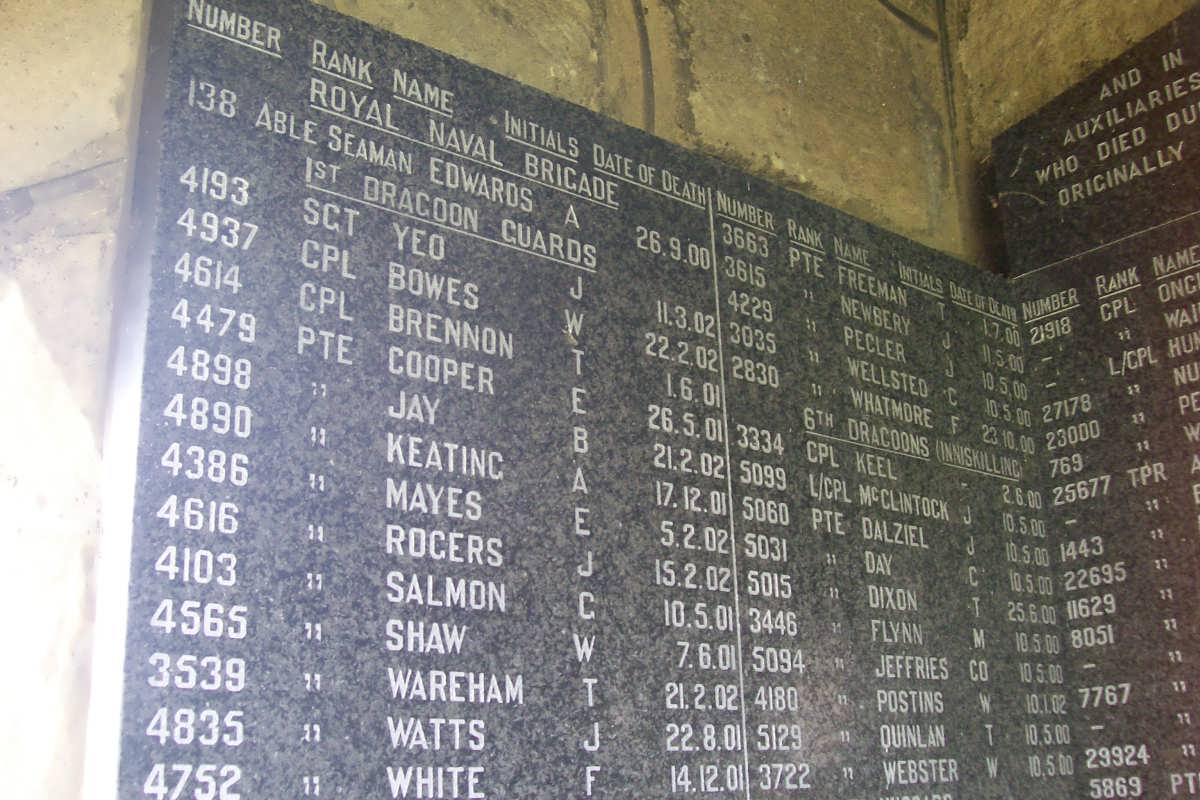 NUMBER RANK NAME INITIALS DATE OF DEATH
ROYAL NAVAL BRIGADE
138 ABLE SEAMAN EDWARDS A 26.9.00
1ST DRAGOON GUARDS
4193 SGT YEO J 11.3.02
4937 CPL BOWES W 22.2.02
4614 CPL BRENNON T 1.6.01
4479 PTE COOPER E 26.5.01
4898 " JAY B 21.2.02
4890 " KEATING A 17.12.01
4386 " MAYES E 5.2.02
4616 " ROGERS J 15.2.02
4103 " SALMON G 10.5.01
4565 " SHAW W 7.6.01
3539 " WAREHAM T 21.2.02
4835 " WATTS J 22.8.01
4752 " WHITE F 14.12.01
NUMBER RANK NAME INITIALS DATE OF DEATH
3663 PTE FREEMAN T 1.7.00
3615 " NEWBERY J 11.5.00
4229 " PEGLER J 10.5.00
3035 " WELLSTED C 10.5.00
2830 " WHATMORE F 23.10.00
6TH DRAGOONS (INNISKILLING)
3334 CPL KEEL - 2.6.00
5099 L/CPL McCLINTOCK J 10.5.00
5060 PTE DALZIEL J 10.5.00
5031 " DAY C 10.5.00
5015 " DIXON T 25.6.00
3446 " FLYNN M 10.5.00
5094 " JEFFRIES CO 10.5.00
4180 " POSTINS W 10.1.02
5129 " QUINLAN T 10.5.00
3722 " WEBSTER W 10.5.00
AND IN
AUXILIARIES
WHO DIED DU
ORIGINALLY
NUMBER RANK NAME
21918 CPL ONG
- " WAL
- L/CPL HUN
27178 " NU
23000 " PE
769 " W
25677 TPR
- "
1443 "
22695 "
11629 "
8051 "
- "
7767 "
- "
29924 "
5869 PT